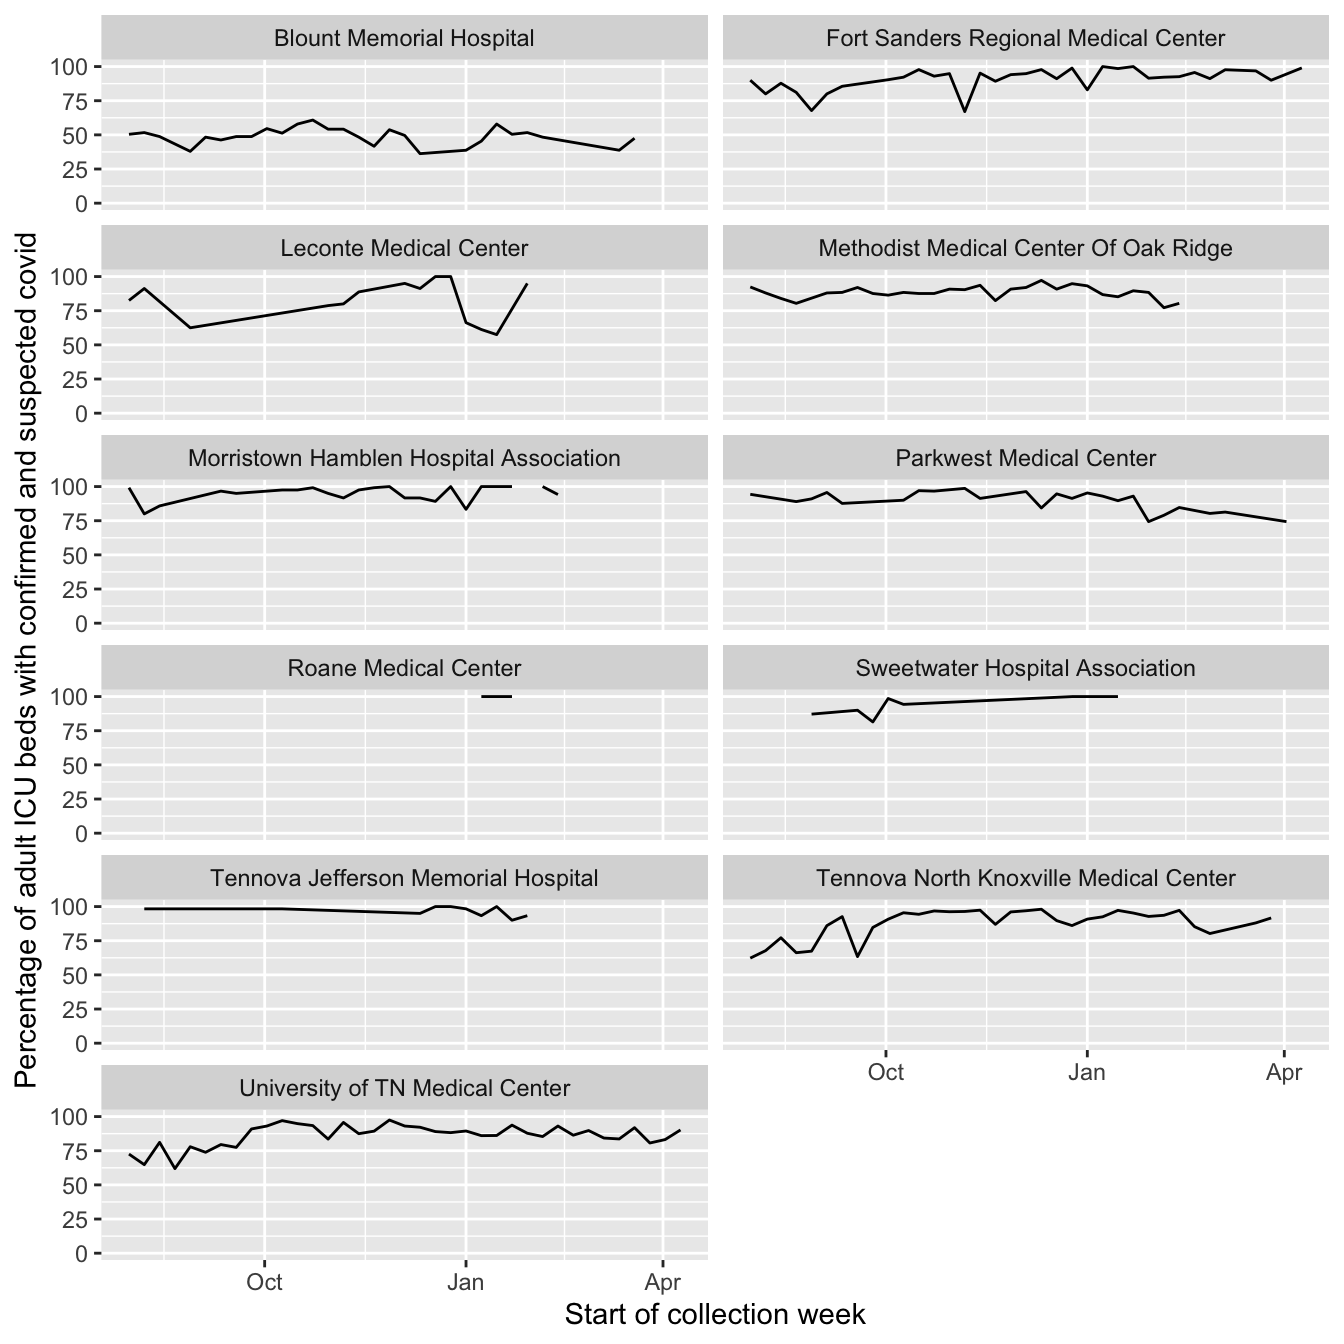 Blount Memorial Hospital
Fort Sanders Regional Medical Center
100
75
50
25
0
Leconte Medical Center
Methodist Medical Center Of Oak Ridge
100
75
50
25
0
Morristown Hamblen Hospital Association
Parkwest Medical Center
100
75
50
25
0
Roane Medical Center
Sweetwater Hospital Association
100
75
50
25
0
Tennova Jefferson Memorial Hospital
Tennova North Knoxville Medical Center
100
75
50
25
0
Oct Jan Apr
University of TN Medical Center
100
75
50
25
0
Oct Jan Apr
Start of collection week
Percentage of adult ICU beds with confirmed and suspected covid